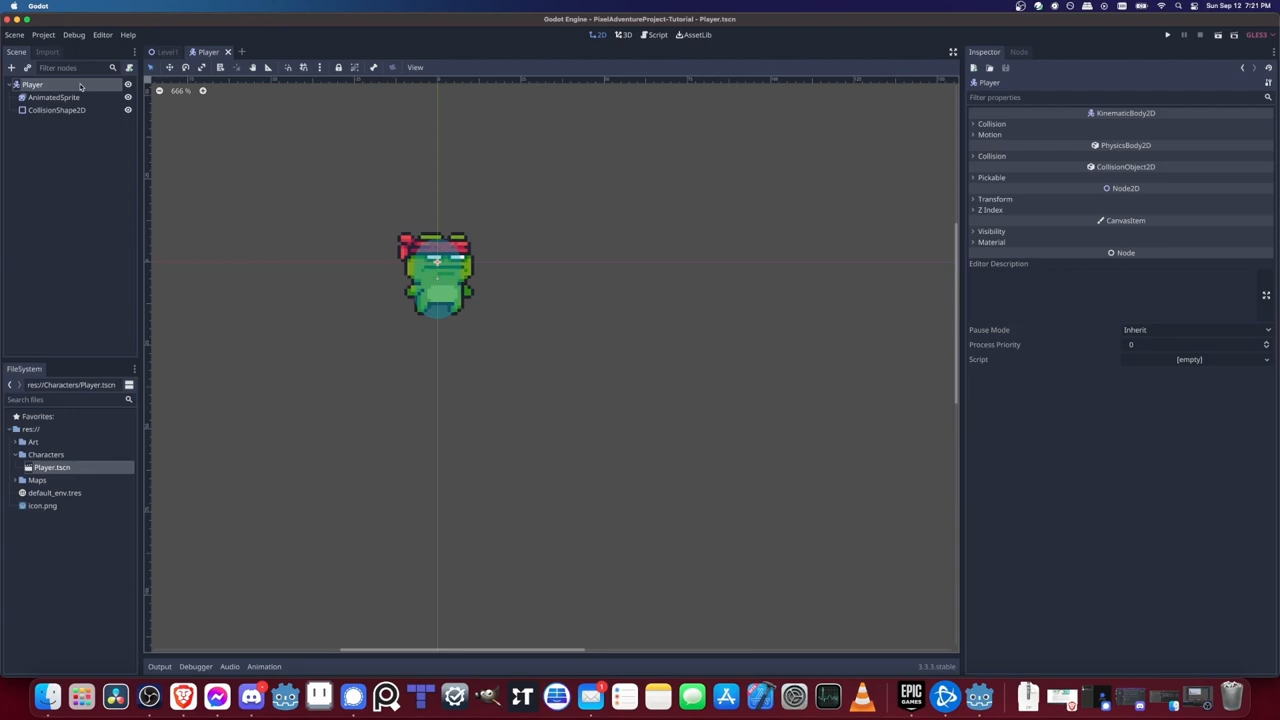 Godot
Sun Sep 12 7:21 PM
Godot Engine - PixelAdventureProject-Tutorial - Player.tscn
Scene Project Debug Editor Help
2D 3D Script AssetLib
GLES3
Scene Import
Level1 Player
Inspector Node
Filter nodes
View
Player
AnimatedSprite
CollisionShape2D
666 %
Player
Filter properties
KinematicBody2D
Collision
Motion
PhysicsBody2D
Collision
CollisionObject2D
Pickable
Node2D
Transform
Z Index
CanvasItem
Visibility
Material
Node
Editor Description
Pause Mode Inherit
Process Priority 0
Script [empty]
FileSystem
res://Characters/Player.tscn
Search files
Favorites:
res://
Art
Characters
Player.tscn
Maps
default_env.tres
icon.png
Output Debugger Audio Animation
3.3.3.stable
EPIC
GAMES